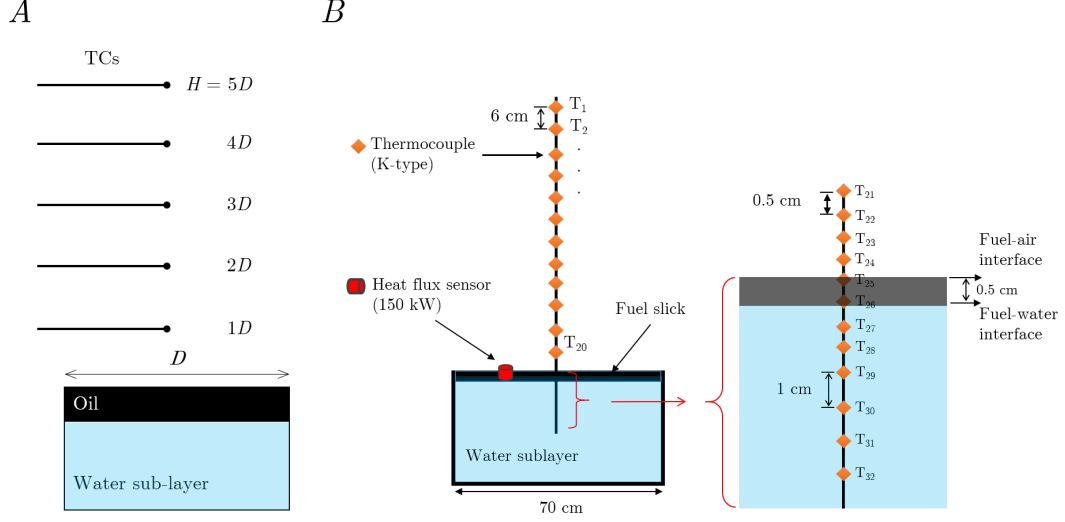 A
TCs
H = 5D
4D
3D
2D
1D
D
Oil
Water sub-layer
B
6 cm
T1
T2
.
.
.
Thermocouple
(K-type)
Heat flux sensor
(150 kW)
Fuel slick
T20
Water sublayer
70 cm
0.5 cm
T21
T22
T23
T24
T25
T26
T27
T28
T29
T30
T31
T32
1 cm
Fuel-air
interface
0.5 cm
Fuel-water
interface